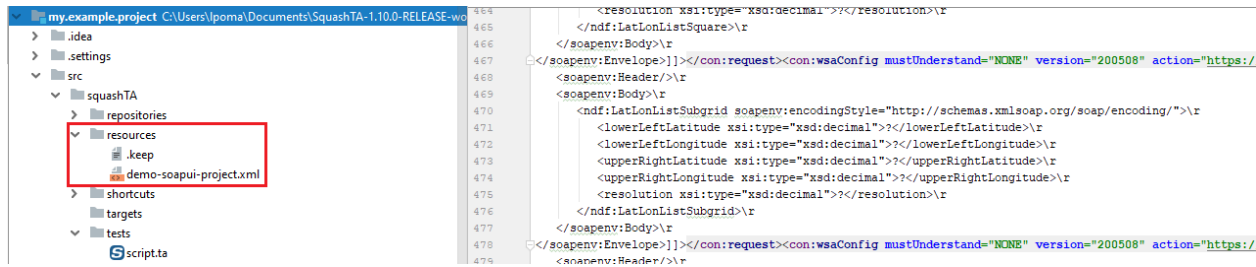 my.example.project C:\Users\lpoma\Documents\SquashTA-1.10.0-RELEASE-wo
.idea
.settings
src
squashTA
repositories
resources
.keep
demo-soapui-project.xml
shortcuts
targets
tests
script.ta
464 <resolution xsi:type="xsd:decimal">?</resolution>\r
465 </ndf:LatLonListSquare>\r
466 </soapenv:Body>\r
467 </soapenv:Envelope>]]></con:request><con:wsaConfig mustUnderstand="NONE" version="200508" action="https:/
468 <soapenv:Header/>\r
469 <soapenv:Body>\r
470 <ndf:LatLonListSubgrid soapenv:encodingStyle="http://schemas.xmlsoap.org/soap/encoding/">\r
471 <lowerLeftLatitude xsi:type="xsd:decimal">?</lowerLeftLatitude>\r
472 <lowerLeftLongitude xsi:type="xsd:decimal">?</lowerLeftLongitude>\r
473 <upperRightLatitude xsi:type="xsd:decimal">?</upperRightLatitude>\r
474 <upperRightLongitude xsi:type="xsd:decimal">?</upperRightLongitude>\r
475 <resolution xsi:type="xsd:decimal">?</resolution>\r
476 </ndf:LatLonListSubgrid>\r
477 </soapenv:Body>\r
478 </soapenv:Envelope>]]></con:request><con:wsaConfig mustUnderstand="NONE" version="200508" action="https:/
479 <soapenv:Header/>\r